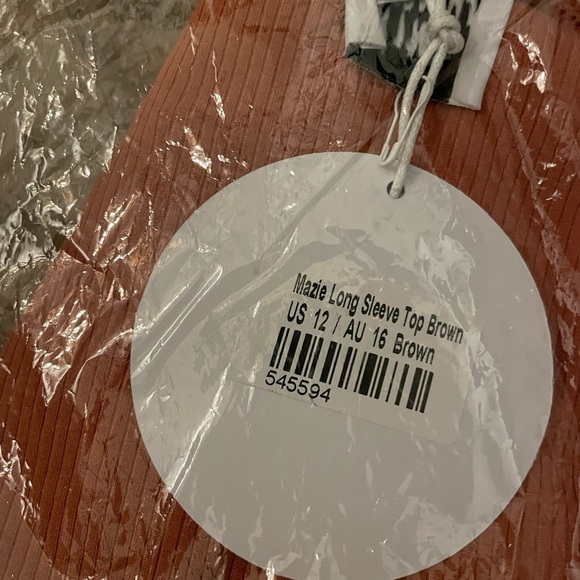 Mazie Long Sleeve Top Brown
US 12 / AU 16 Brown
545594